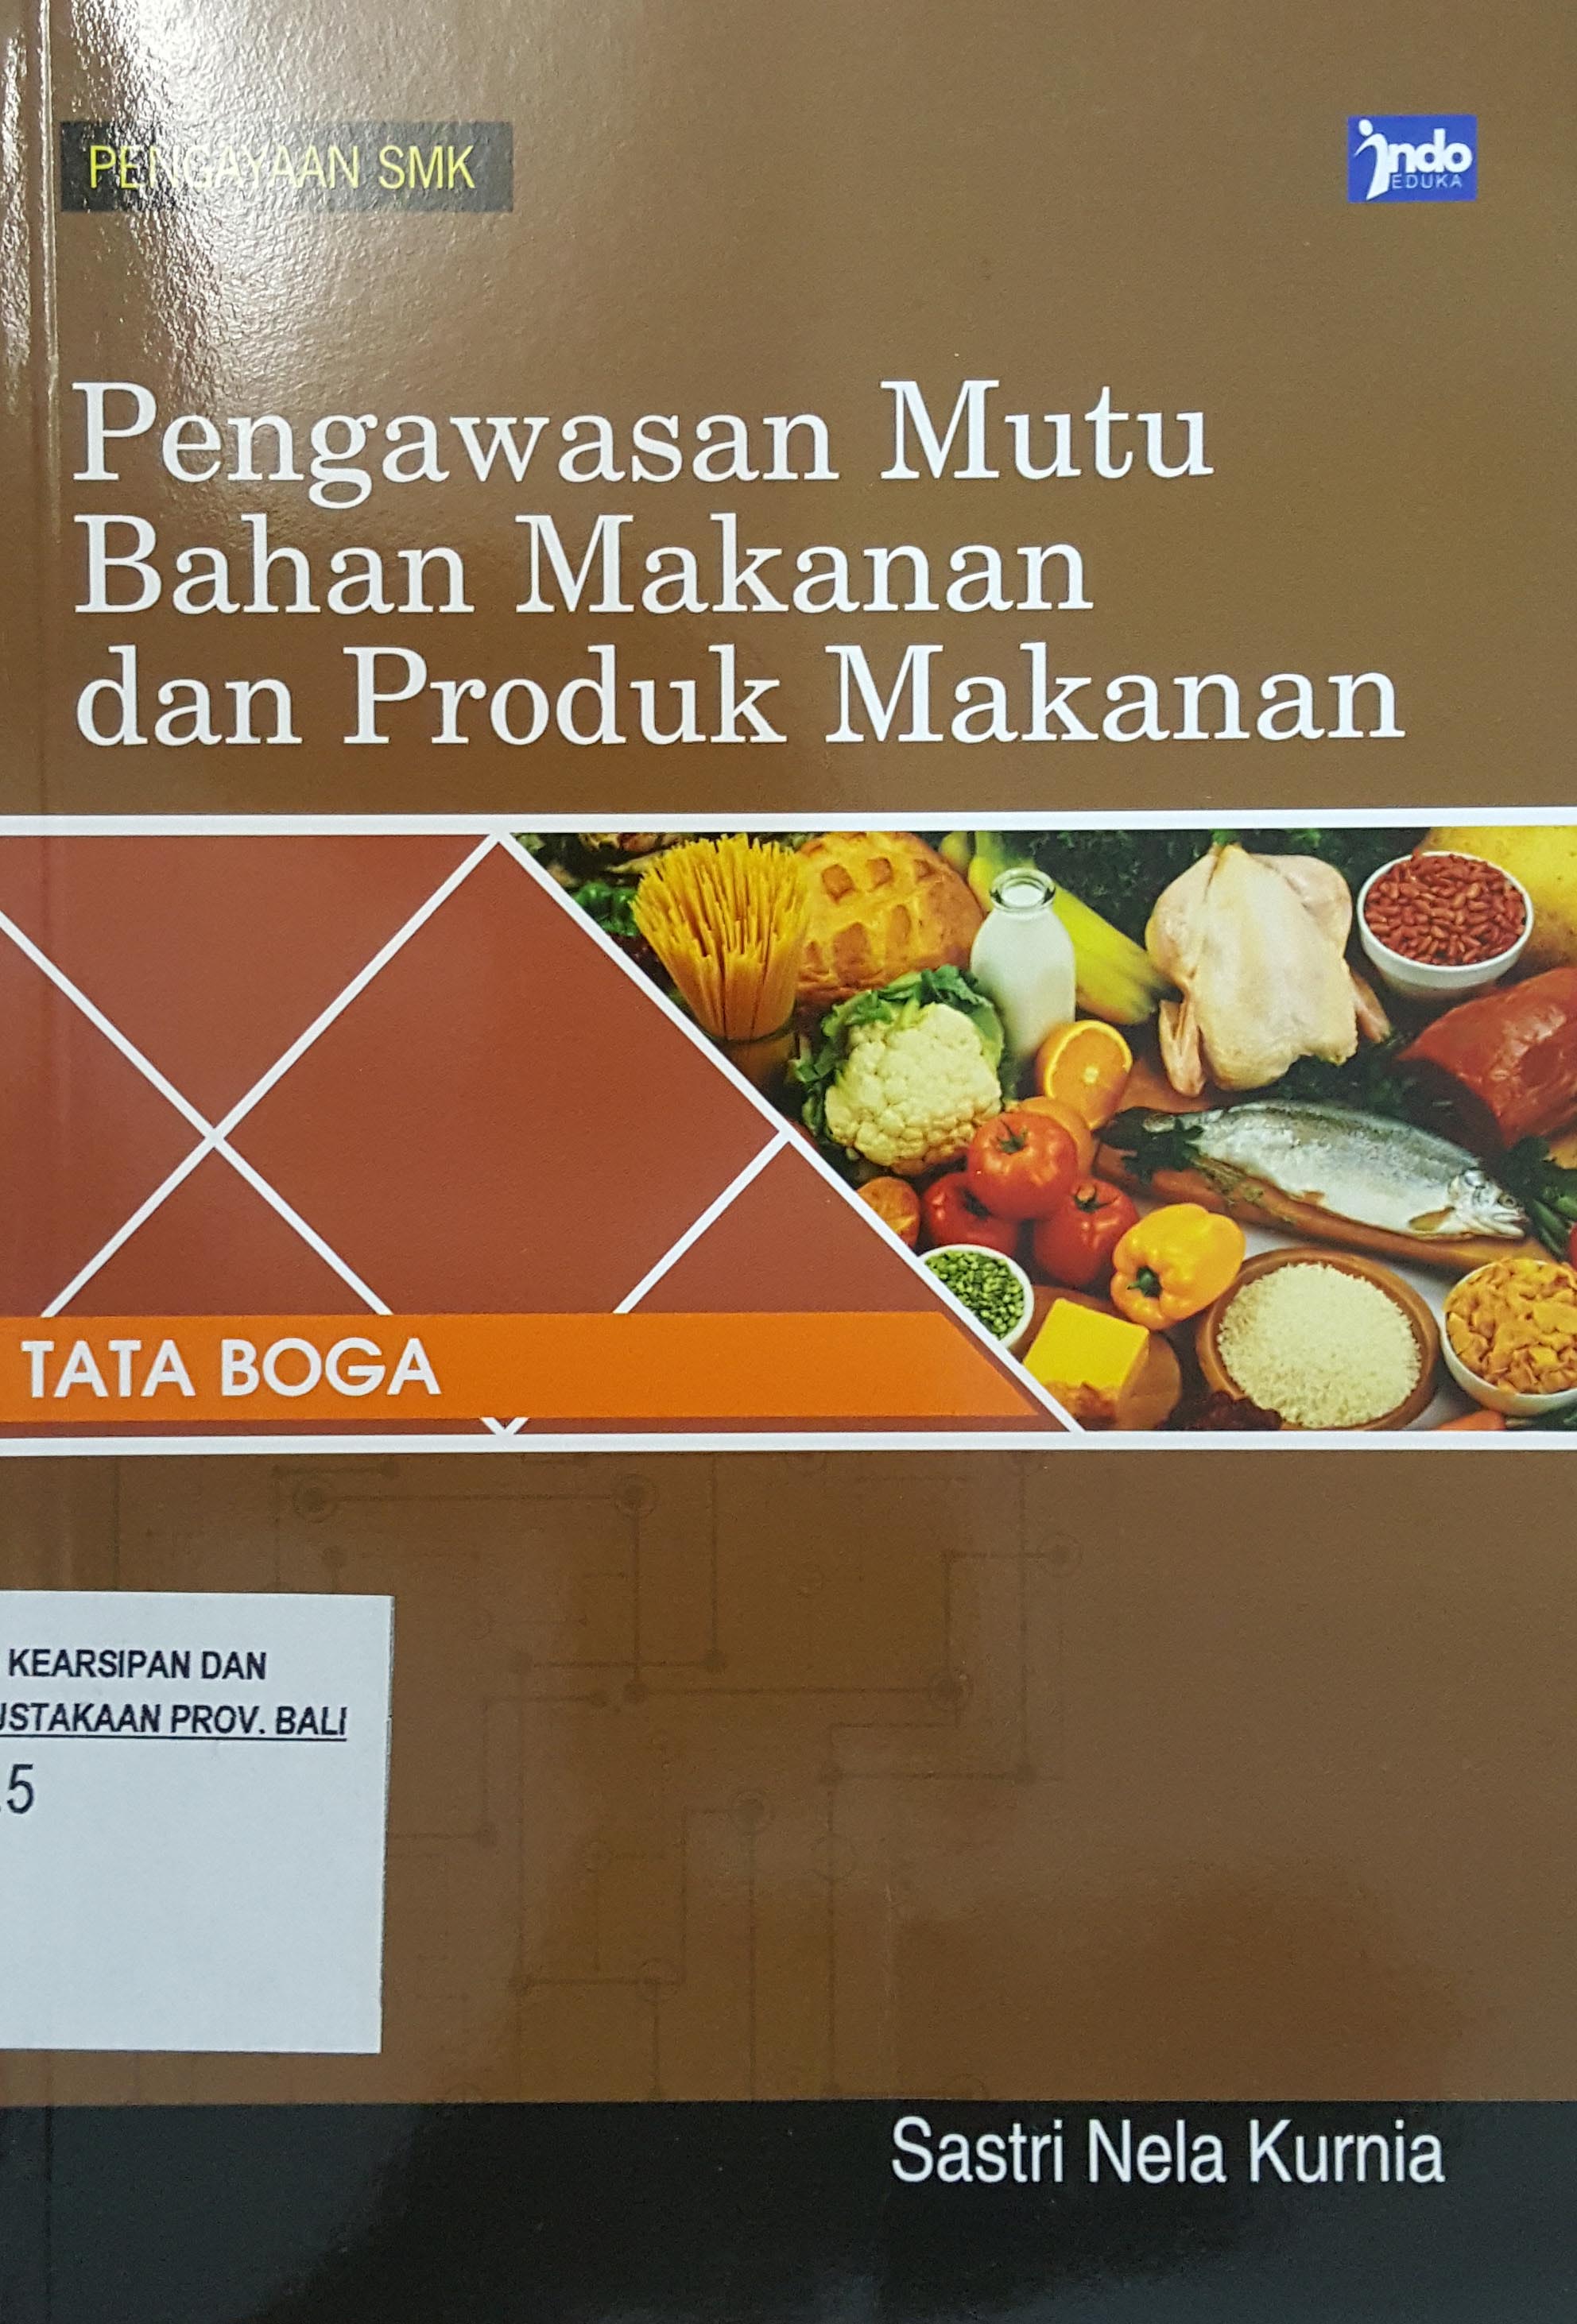 PENGAYAAN SMK
Indo
EDUKA
Pengawasan Mutu
Bahan Makanan
dan Produk Makanan
TATA BOGA
KEARSIPAN DAN
USTAKAAN PROV. BALI
.5
Sastri Nela Kurnia